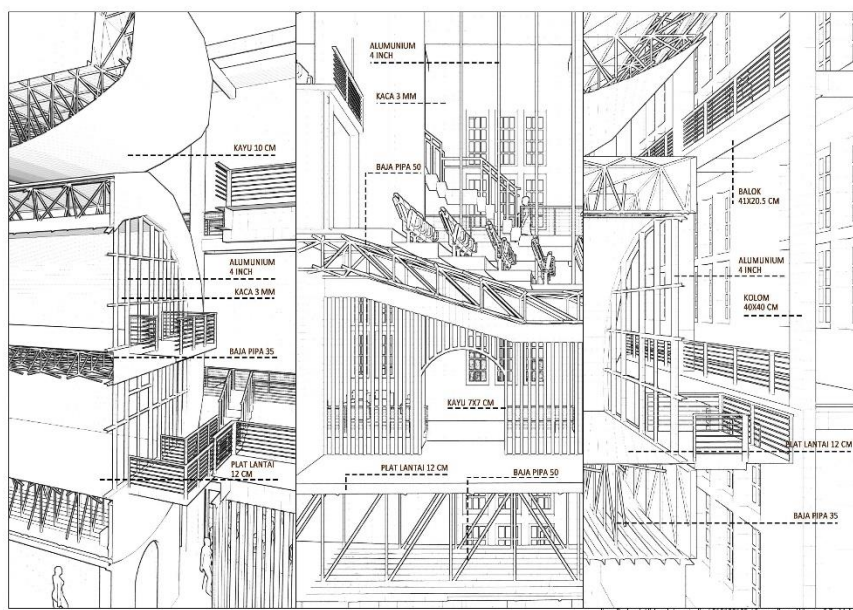 KAYU 10 CM
ALUMUNIUM
4 INCH
KACA 3 MM
BAJA PIPA 35
PLAT LANTAI
12 CM
ALUMUNIUM
4 INCH
KACA 3 MM
BAJA PIPA 50
KAYU 7X7 CM
PLAT LANTAI 12 CM
BAJA PIPA 50
BALOK
41X20.5 CM
ALUMUNIUM
4 INCH
KOLOM
40X40 CM
PLAT LANTAI 12 CM
BAJA PIPA 35